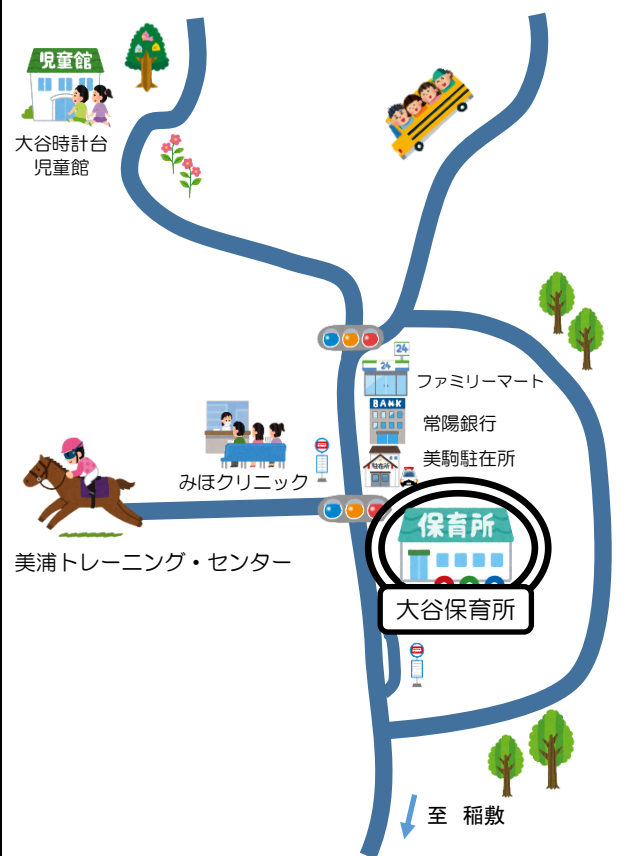 児童館
大谷時計台
児童館
24
24
ファミリーマート
BANK
常陽銀行
駐在所
美駒駐在所
みほクリニック
保育所
美浦トレーニング・センター
大谷保育所
至 稲敷